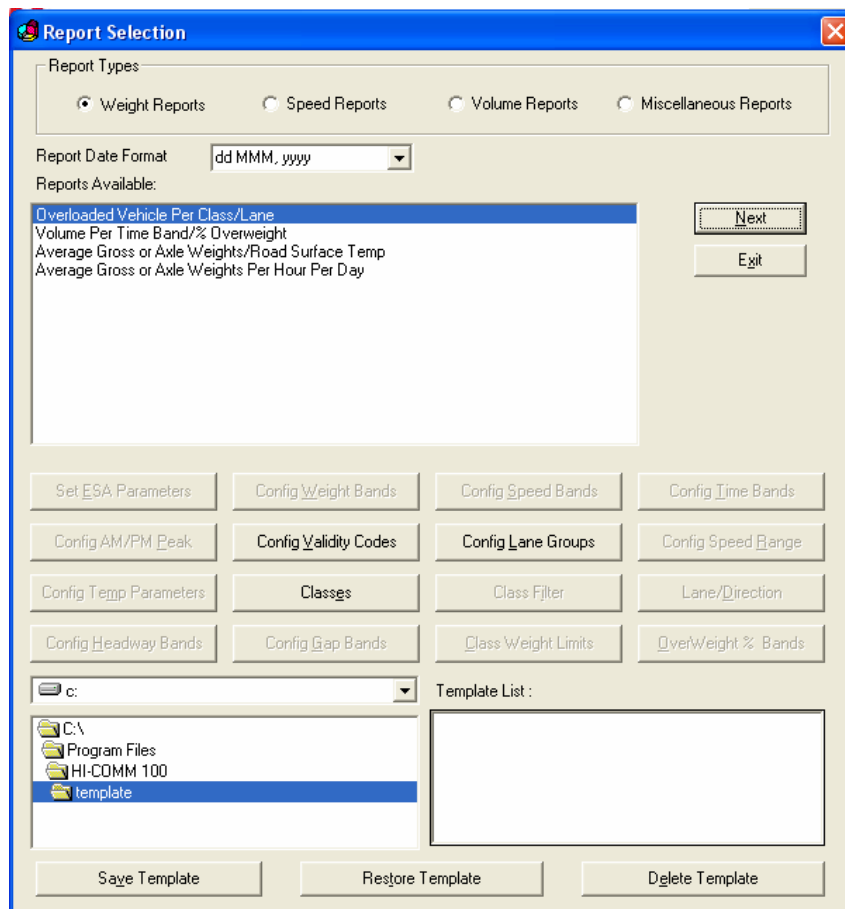 Report Selection
Report Types
Weight Reports Speed Reports Volume Reports Miscellaneous Reports
Report Date Format dd MMM, yyyy
Reports Available:
Overloaded Vehicle Per Class/Lane
Volume Per Time Band/% Overweight
Average Gross or Axle Weights/Road Surface Temp
Average Gross or Axle Weights Per Hour Per Day
Next
Exit
Set ESA Parameters Config Weight Bands Config Speed Bands Config Time Bands
Config AM/PM Peak Config Validity Codes Config Lane Groups Config Speed Range
Config Temp Parameters Classes Class Filter Lane/Direction
Config Headway Bands Config Gap Bands Class Weight Limits OverWeight % Bands
c: Template List :
C:\
Program Files
HI-COMM 100
template
Save Template Restore Template Delete Template